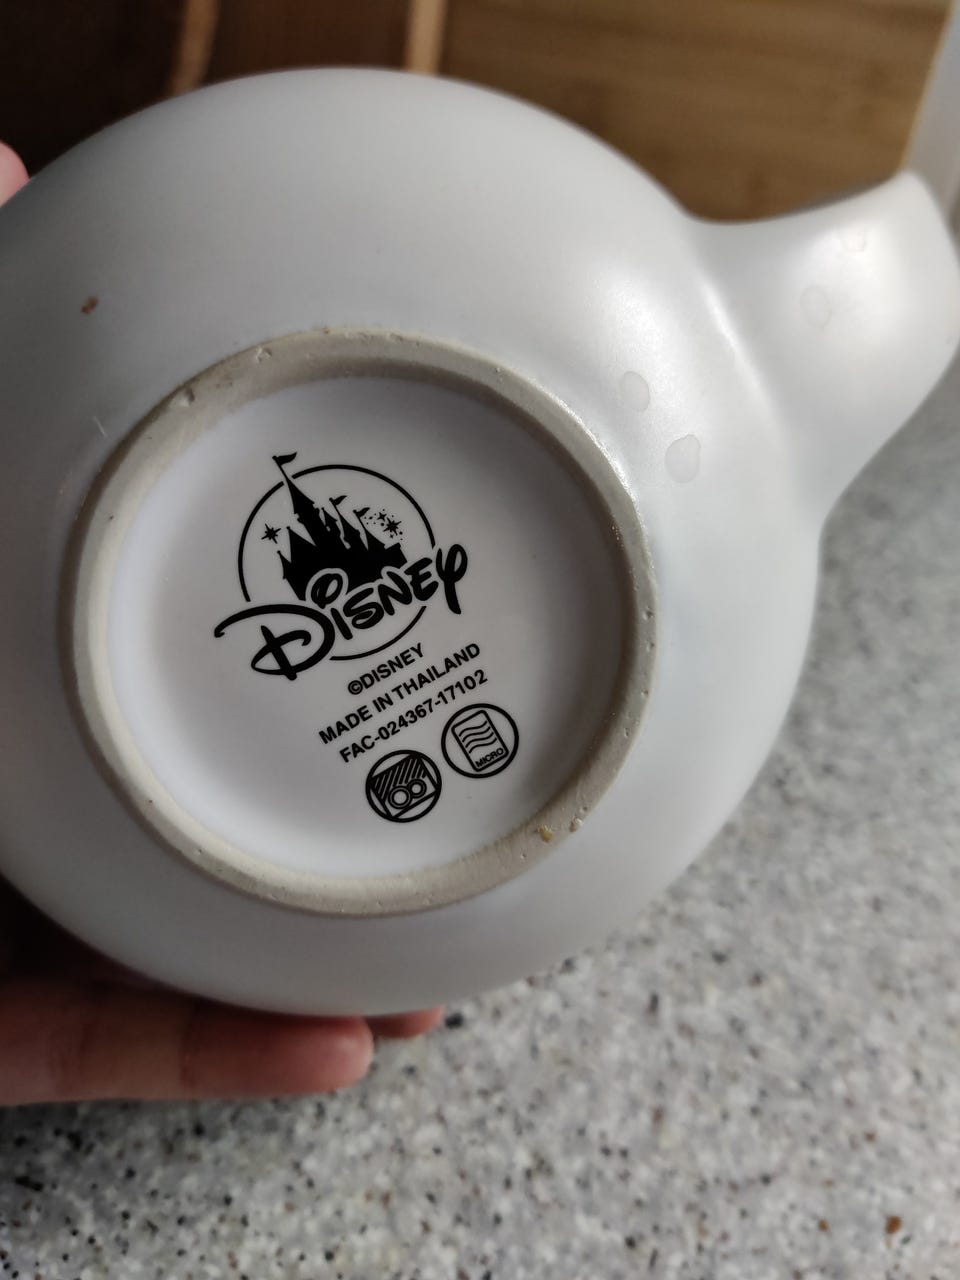 DISNEY
©DISNEY
MADE IN THAILAND
FAC-024367-17102
MICRO